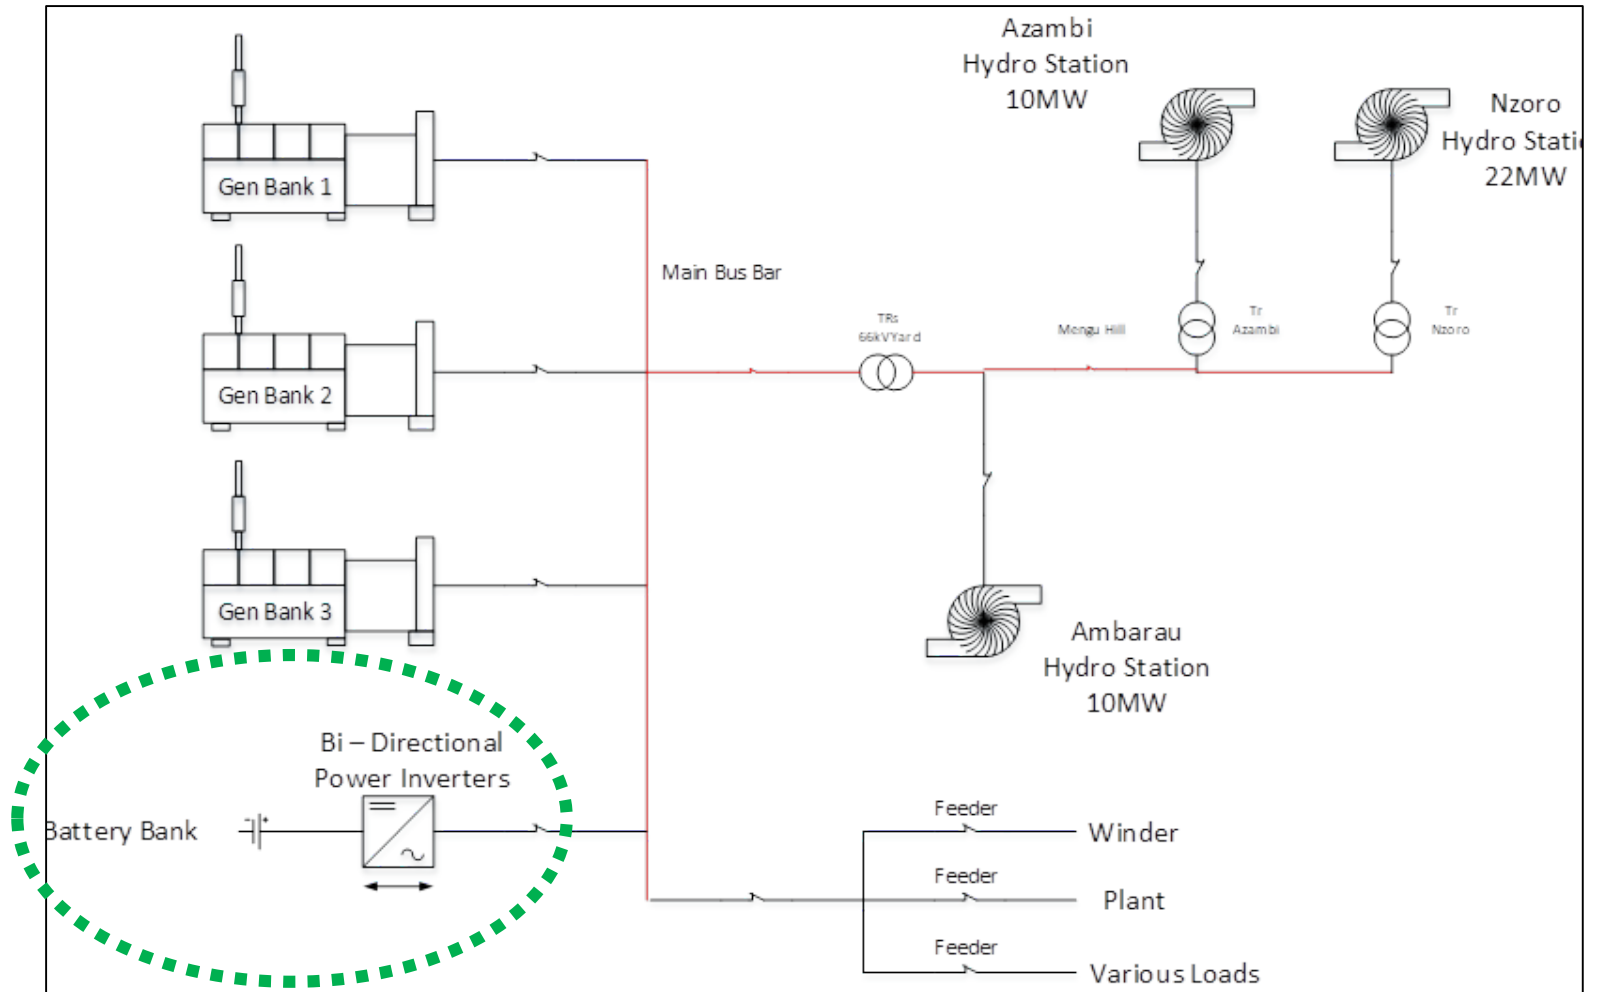 Azambi
Hydro Station
10MW
Nzoro
Hydro Statio
22MW
Gen Bank 1
Main Bus Bar
TRs
66kVYard
Mengu Hill
Tr
Azambi
Tr
Nzoro
Gen Bank 2
Gen Bank 3
Ambarau
Hydro Station
10MW
Bi – Directional
Power Inverters
Battery Bank
Feeder
Winder
Feeder
Plant
Feeder
Various Loads